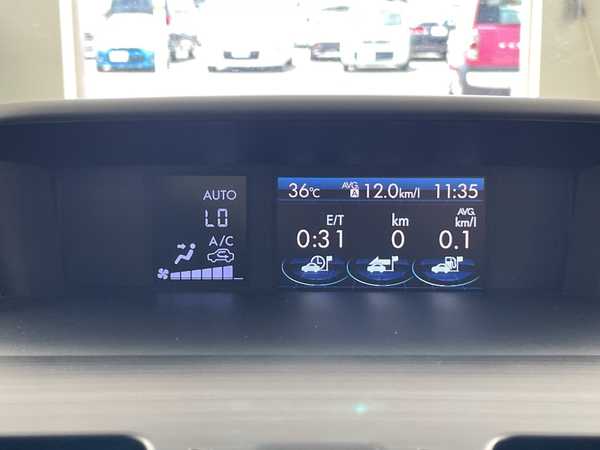 AUTO
LO
A/C
36°C AVG. A 12.0km/l 11:35
E/T km AVG. km/l
0:31 0 0.1